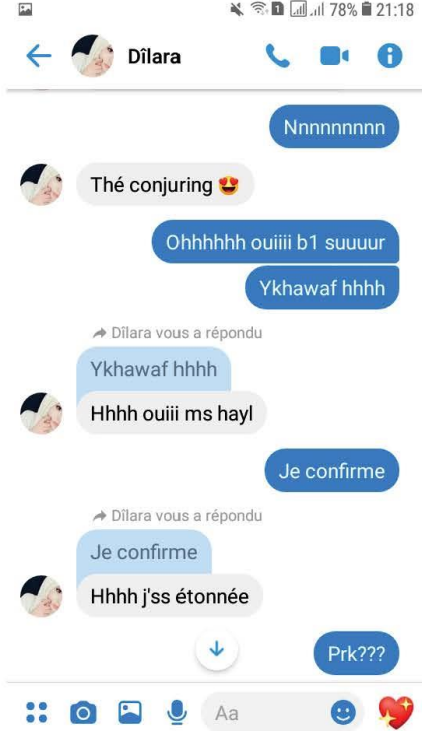 78% 21:18
Dîlara
Nnnnnnnnn
Thé conjuring 😍
Ohhhhhh ouiiii b1 suuuur
Ykhawaf hhhh
Dîlara vous a répondu
Ykhawaf hhhh
Hhhh ouiii ms hayl
Je confirme
Dîlara vous a répondu
Je confirme
Hhhh j'ss étonnée
Prk???
Aa